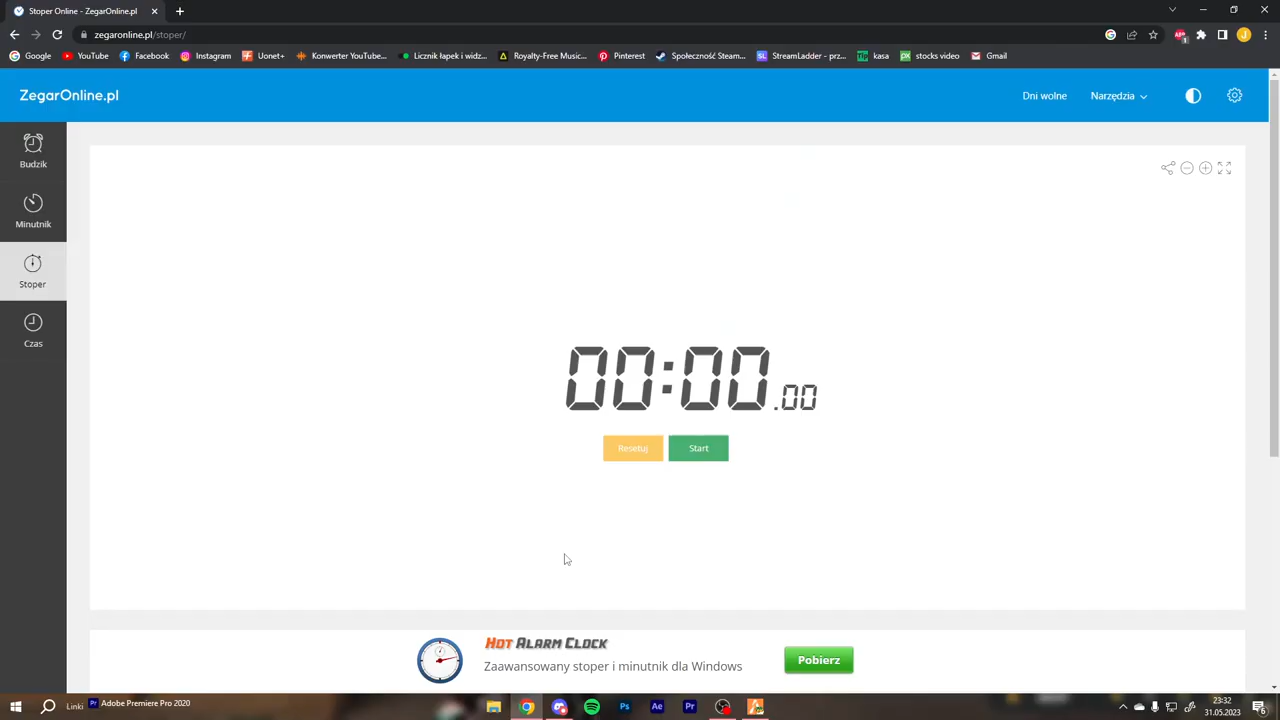 Stoper Online - ZegarOnline.pl
zegaronline.pl/stoper/
Google YouTube Facebook Instagram Uonet+ Konwerter YouTube... Licznik łapek i widz... Royalty-Free Music... Pinterest Społeczność Steam... StreamLadder - prz... kasa stocks video Gmail
ZegarOnline.pl
Dni wolne Narzędzia
Budzik
Minutnik
Stoper
Czas
00:00.00
Resetuj Start
HOT ALARM CLOCK
Zaawansowany stoper i minutnik dla Windows
Pobierz
Linki Adobe Premiere Pro 2020
23:32
31.05.2023